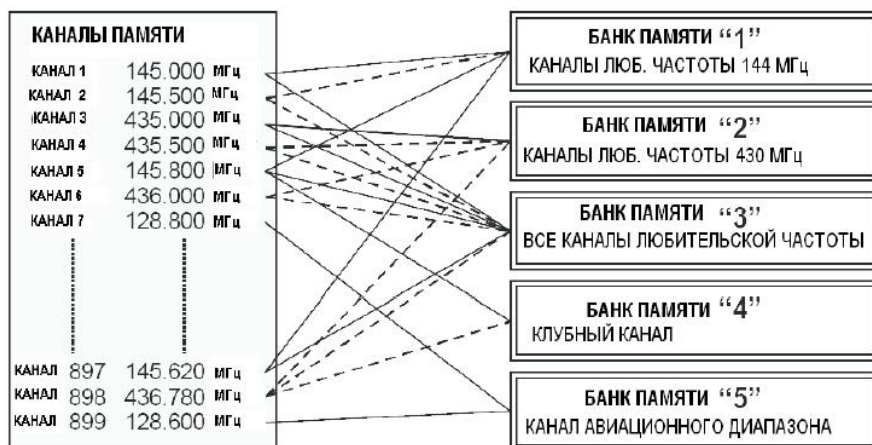 КАНАЛЫ ПАМЯТИ
КАНАЛ 1 145.000 МГц
КАНАЛ 2 145.500 МГц
КАНАЛ 3 435.000 МГц
КАНАЛ 4 435.500 МГц
КАНАЛ 5 145.800 МГц
КАНАЛ 6 436.000 МГц
КАНАЛ 7 128.800 МГц
КАНАЛ 897 145.620 МГц
КАНАЛ 898 436.780 МГц
КАНАЛ 899 128.600 МГц
БАНК ПАМЯТИ “1”
КАНАЛЫ ЛЮБ. ЧАСТОТЫ 144 МГц
БАНК ПАМЯТИ “2”
КАНАЛЫ ЛЮБ. ЧАСТОТЫ 430 МГц
БАНК ПАМЯТИ “3”
ВСЕ КАНАЛЫ ЛЮБИТЕЛЬСКОЙ ЧАСТОТЫ
БАНК ПАМЯТИ “4”
КЛУБНЫЙ КАНАЛ
БАНК ПАМЯТИ “5”
КАНАЛ АВИАЦИОННОГО ДИАПАЗОНА